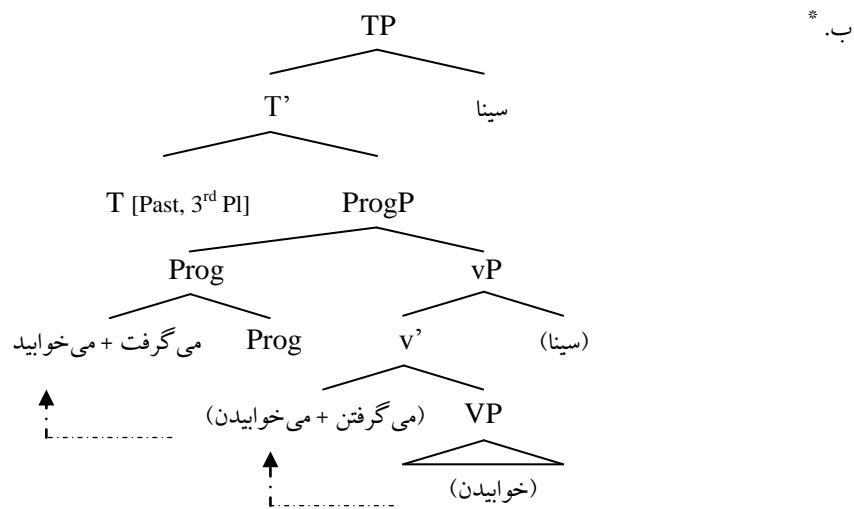 ب. *
TP
T’ سینا
T [Past, 3rd Pl] ProgP
Prog vP
می‌گرفت + می‌خوابید Prog v’ (سینا)
(می‌گرفتن + می‌خوابیدن) VP
(خوابیدن)